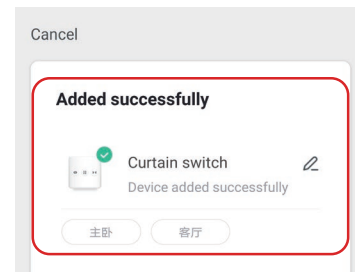 Cancel
Added successfully
Curtain switch
Device added successfully
主卧 客厅